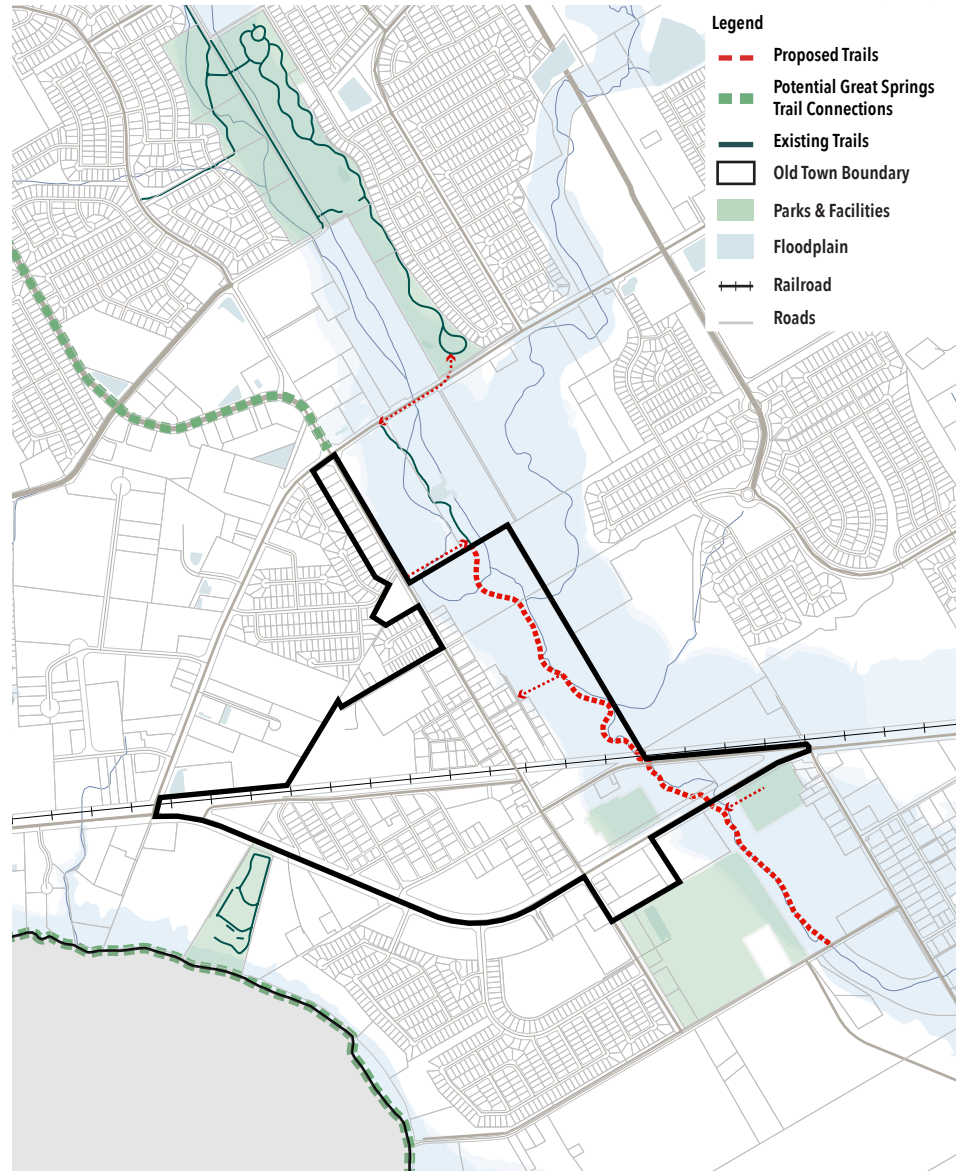 Legend
Proposed Trails
Potential Great Springs
Trail Connections
Existing Trails
Old Town Boundary
Parks & Facilities
Floodplain
Railroad
Roads